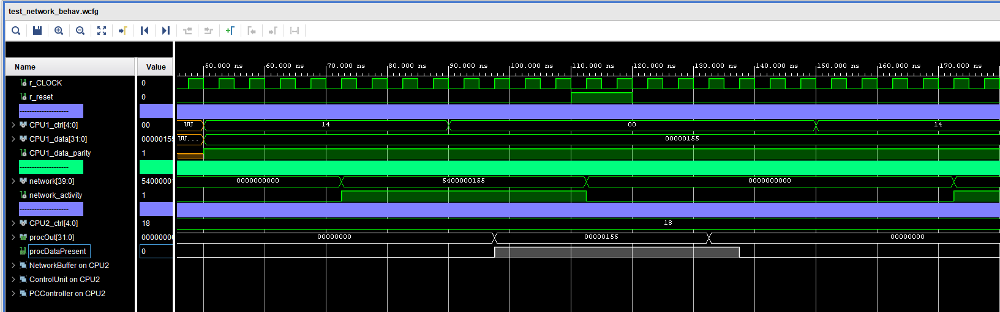 test_network_behav.wcfg
Name Value
50.000 ns 60.000 ns 70.000 ns 80.000 ns 90.000 ns 100.000 ns 110.000 ns 120.000 ns 130.000 ns 140.000 ns 150.000 ns 160.000 ns 170.000 ns
r_CLOCK 0
r_reset 0
--------------------
CPU1_ctrl[4:0] 00 UU 14 00 14
CPU1_data[31:0] 00000155 UU... 00000155
CPU1_data_parity 1
--------------------
network[39:0] 54000001 0000000000 5400000155 0000000000
network_activity 1
--------------------
CPU2_ctrl[4:0] 18 18
procOut[31:0] 00000000 00000000 00000155 00000000
procDataPresent 0
NetworkBuffer on CPU2
ControlUnit on CPU2
PCController on CPU2